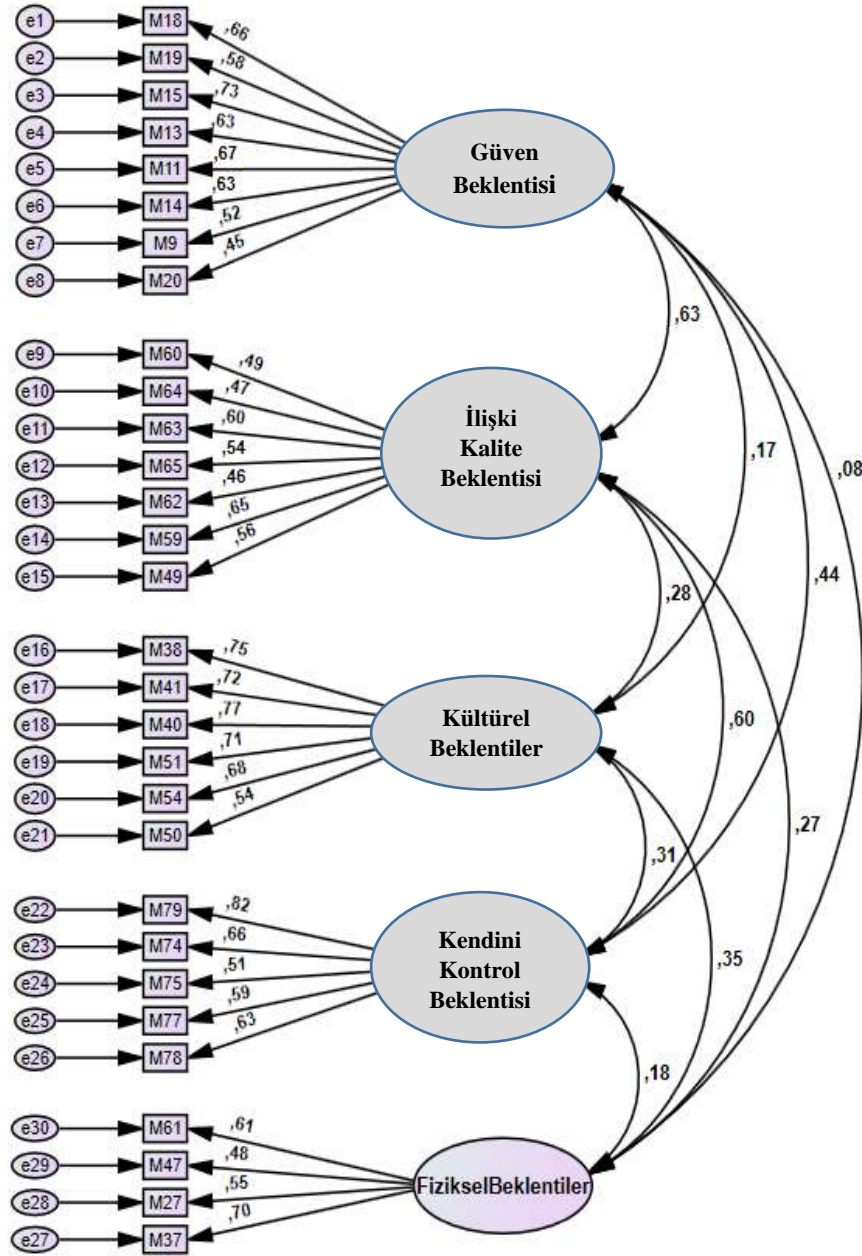 e1 M18 ,66
e2 M19 ,58
e3 M15 ,73
e4 M13 ,63
e5 M11 ,67
e6 M14 ,63
e7 M9 ,52
e8 M20 ,45
Güven
Beklentisi
,63
e9 M60 ,49
e10 M64 ,47
e11 M63 ,60
e12 M65 ,54
e13 M62 ,46
e14 M59 ,65
e15 M49 ,56
İlişki
Kalite
Beklentisi
,17
,08
,44
,28
e16 M38 ,75
e17 M41 ,72
e18 M40 ,77
e19 M51 ,71
e20 M54 ,68
e21 M50 ,54
Kültürel
Beklentiler
,60
,27
,31
e22 M79 ,82
e23 M74 ,66
e24 M75 ,51
e25 M77 ,59
e26 M78 ,63
Kendini
Kontrol
Beklentisi
,35
,18
e30 M61 ,61
e29 M47 ,48
e28 M27 ,55
e27 M37 ,70
FizikselBeklentiler